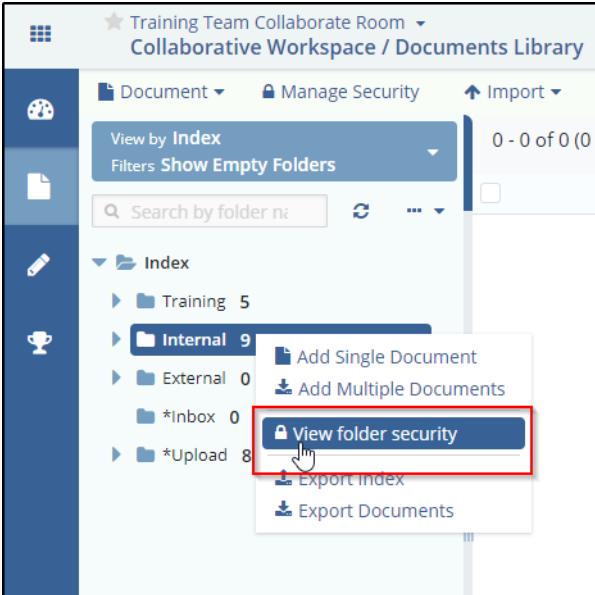 Training Team Collaborate Room
Collaborative Workspace / Documents Library
Document Manage Security Import
View by Index
Filters Show Empty Folders
0 - 0 of 0 (0
Search by folder na
Index
Training 5
Internal 9
External 0
*Inbox 0
*Upload 8
Add Single Document
Add Multiple Documents
View folder security
Export Index
Export Documents